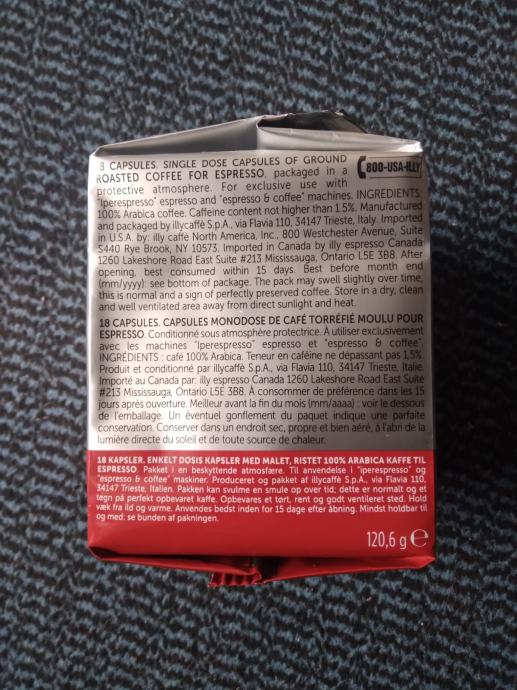 8 CAPSULES. SINGLE DOSE CAPSULES OF GROUND
ROASTED COFFEE FOR ESPRESSO, packaged in a
800-USA-ILLY
protective atmosphere. For exclusive use with
"Iperespresso" espresso and "espresso & coffee" machines. INGREDIENTS:
100% Arabica coffee. Caffeine content not higher than 1.5%. Manufactured
and packaged by illycaffè S.p.A., via Flavia 110, 34147 Trieste, Italy. Imported
in U.S.A. by: illy caffè North America, Inc., 800 Westchester Avenue, Suite
S440 Rye Brook, NY 10573. Imported in Canada by illy espresso Canada
1260 Lakeshore Road East Suite #213 Mississauga, Ontario L5E 3B8. After
opening, best consumed within 15 days. Best before month end
(mm/yyyy): see bottom of package. The pack may swell slightly over time,
this is normal and a sign of perfectly preserved coffee. Store in a dry, clean
and well ventilated area away from direct sunlight and heat.
18 CAPSULES. CAPSULES MONODOSE DE CAFÉ TORRÉFIÉ MOULU POUR
ESPRESSO. Conditionné sous atmosphère protectrice. À utiliser exclusivement
avec les machines "Iperespresso" espresso et "espresso & coffee".
INGRÉDIENTS : café 100% Arabica. Teneur en caféine ne dépassant pas 1,5%.
Produit et conditionné par illycaffè S.p.A., via Flavia 110, 34147 Trieste, Italie.
Importé au Canada par: illy espresso Canada 1260 Lakeshore Road East Suite
#213 Mississauga, Ontario L5E 3B8. À consommer de préférence dans les 15
jours après ouverture. Meilleur avant la fin du mois (mm/aaaa) : voir le dessous
de l'emballage. Un éventuel gonflement du paquet indique une parfaite
conservation. Conserver dans un endroit sec, propre et bien aéré, à l'abri de la
lumière directe du soleil et de toute source de chaleur.
18 KAPSLER. ENKELT DOSIS KAPSLER MED MALET, RISTET 100% ARABICA KAFFE TIL
ESPRESSO. Pakket i en beskyttende atmosfære. Til anvendelse i "iperespresso" og
"espresso & coffee" maskiner. Produceret og pakket af illycaffè S.p.A., via Flavia 110,
34147 Trieste, Italien. Pakken kan svulme en smule op over tid; dette er normalt og et
tegn på perfekt opbevaret kaffe. Opbevares et tørt, rent og godt ventileret sted. Hold
væk fra ild og varme. Anvendes bedst inden for 15 dage efter åbning. Mindst holdbar til
og med: se bunden af pakningen.
120,6 g ℮